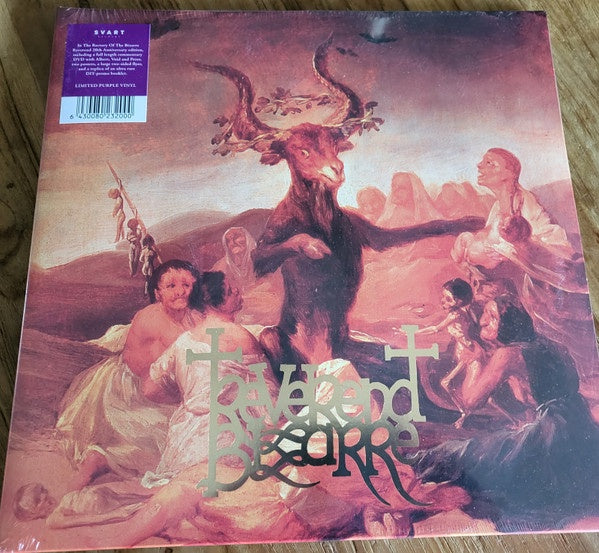 SVART
RECORDS
In The Rectory Of The Bizarre
Reverend 20th Anniversary edition,
including a full length commentary
DVD with Albert, Void and Peter,
two posters, a large two-sided flyer,
and a replica of an ultra rare
DIY-promo booklet.
LIMITED PURPLE VINYL
6 430080 232000
Reverend
Bizarre